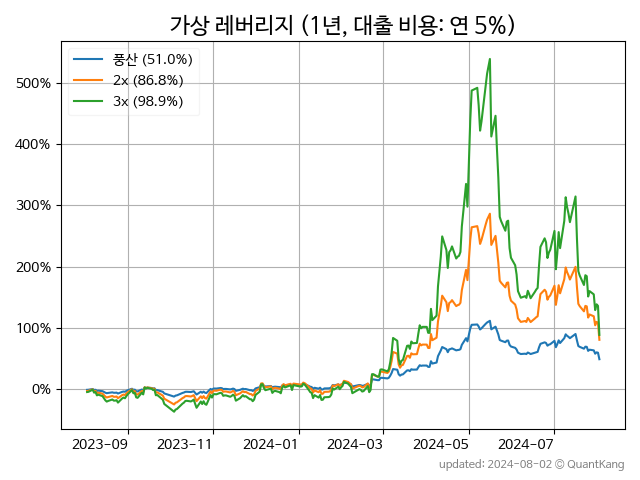 가상 레버리지 (1년, 대출 비용: 연 5%)
풍산 (51.0%)
2x (86.8%)
3x (98.9%)
500%
400%
300%
200%
100%
0%
2023-09 2023-11 2024-01 2024-03 2024-05 2024-07
updated: 2024-08-02 © QuantKang